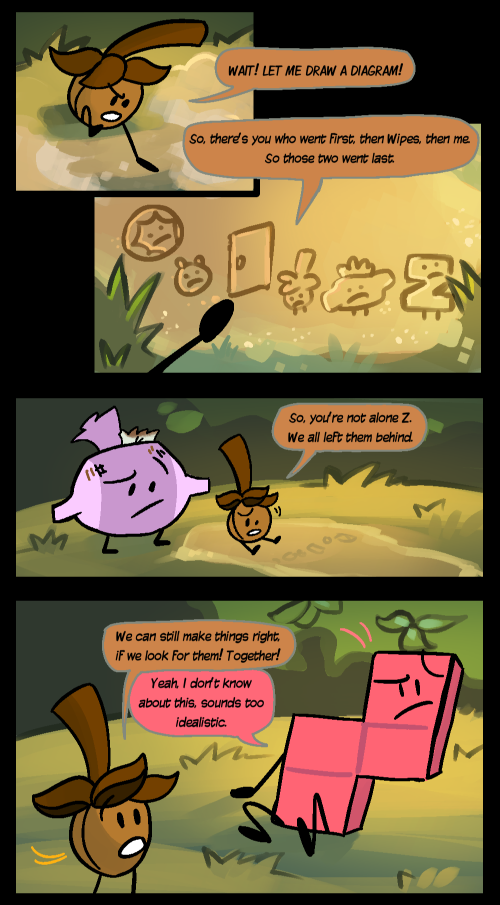 WAIT! LET ME DRAW A DIAGRAM!
So, there's you who went first, then Wipes, then me.
So those two went last.
So, you're not alone Z.
We all left them behind.
We can still make things right,
if we look for them! Together!
Yeah, I don't know
about this, sounds too
idealistic.